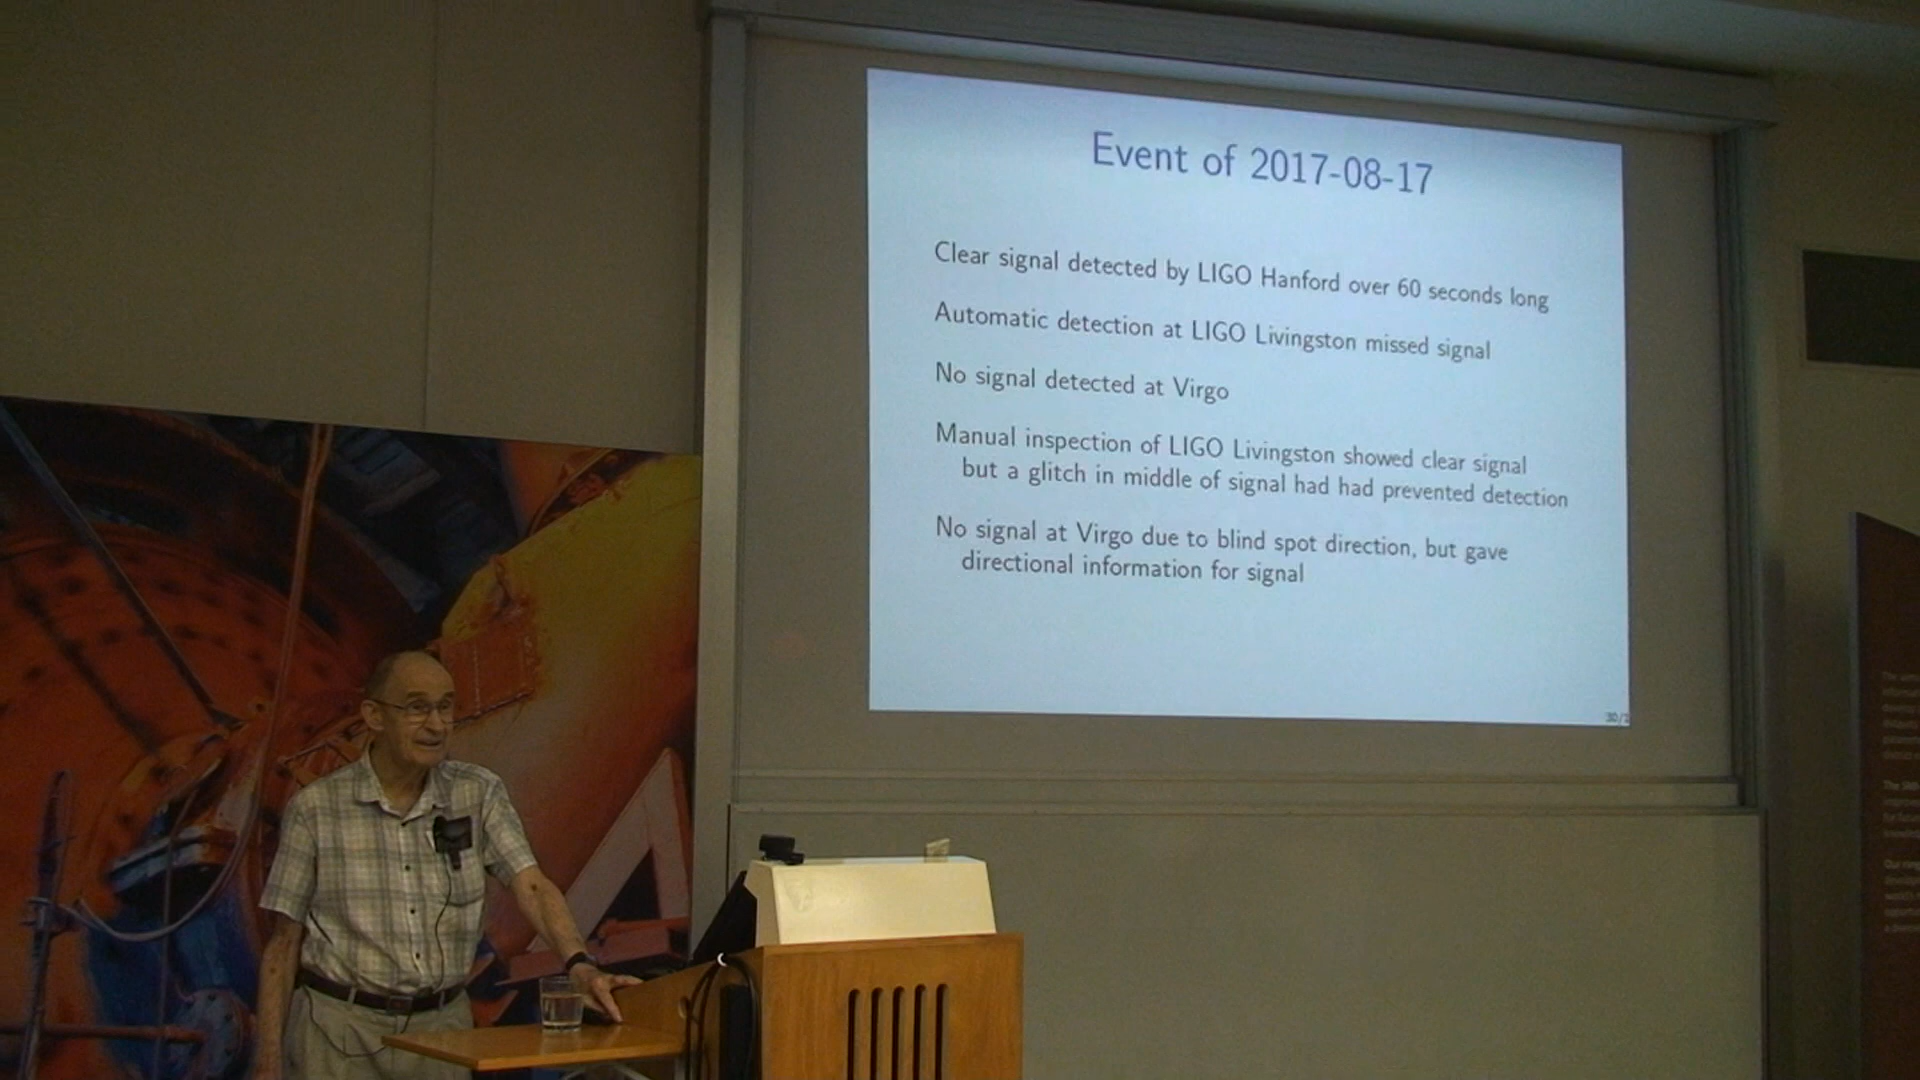 Event of 2017-08-17
Clear signal detected by LIGO Hanford over 60 seconds long
Automatic detection at LIGO Livingston missed signal
No signal detected at Virgo
Manual inspection of LIGO Livingston showed clear signal
but a glitch in middle of signal had had prevented detection
No signal at Virgo due to blind spot direction, but gave
directional information for signal